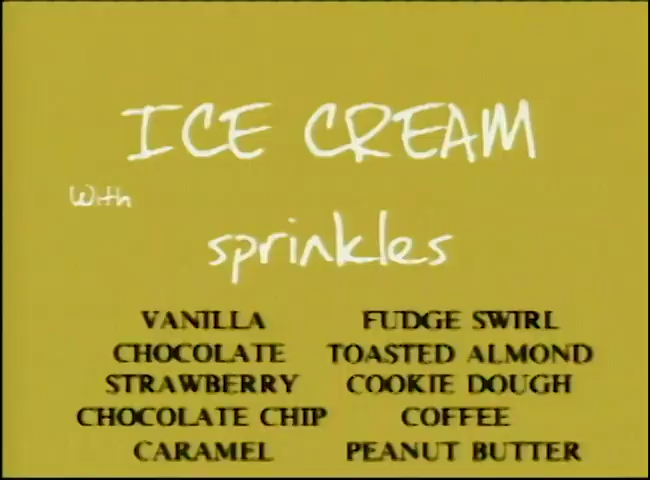 ICE CREAM
With
sprinkles
VANILLA FUDGE SWIRL
CHOCOLATE TOASTED ALMOND
STRAWBERRY COOKIE DOUGH
CHOCOLATE CHIP COFFEE
CARAMEL PEANUT BUTTER